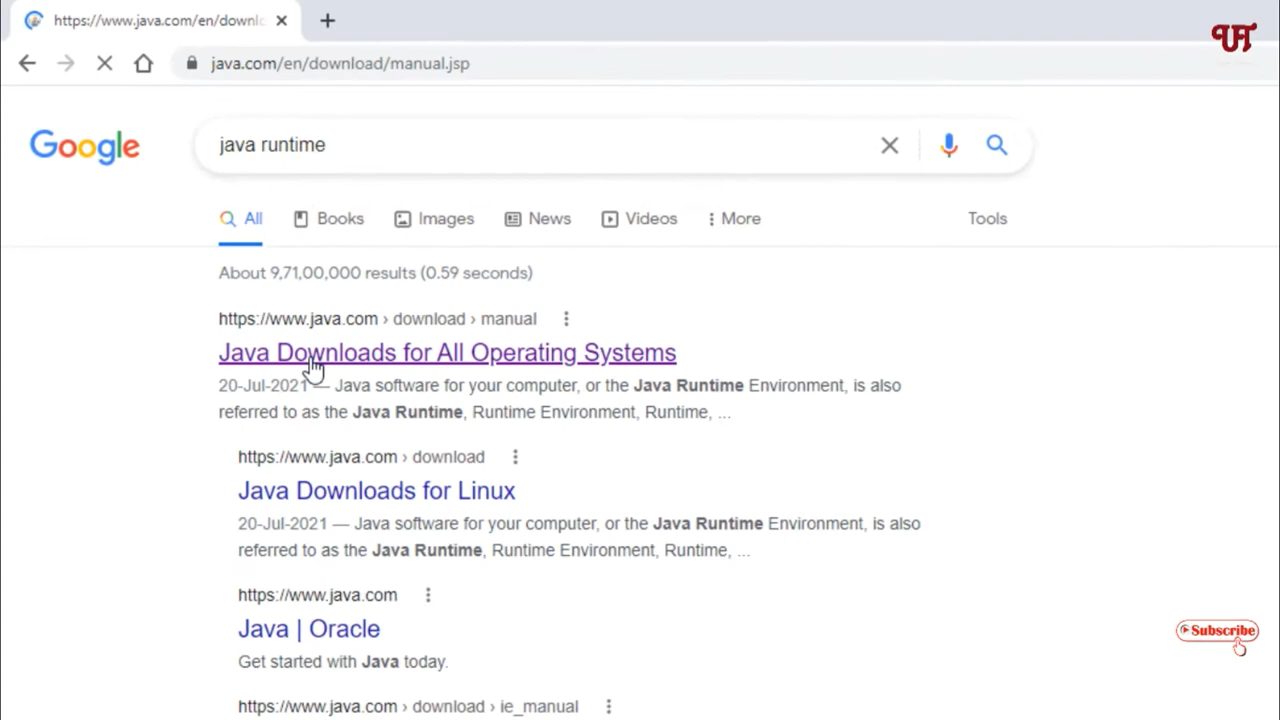 https://www.java.com/en/downlo
java.com/en/download/manual.jsp
UT
Google
java runtime
All Books Images News Videos More Tools
About 9,71,00,000 results (0.59 seconds)
https://www.java.com › download › manual
Java Downloads for All Operating Systems
20-Jul-2021 — Java software for your computer, or the Java Runtime Environment, is also
referred to as the Java Runtime, Runtime Environment, Runtime, ...
https://www.java.com › download
Java Downloads for Linux
20-Jul-2021 — Java software for your computer, or the Java Runtime Environment, is also
referred to as the Java Runtime, Runtime Environment, Runtime, ...
https://www.java.com
Java | Oracle
Subscribe
Get started with Java today.
https://www.java.com › download › ie_manual